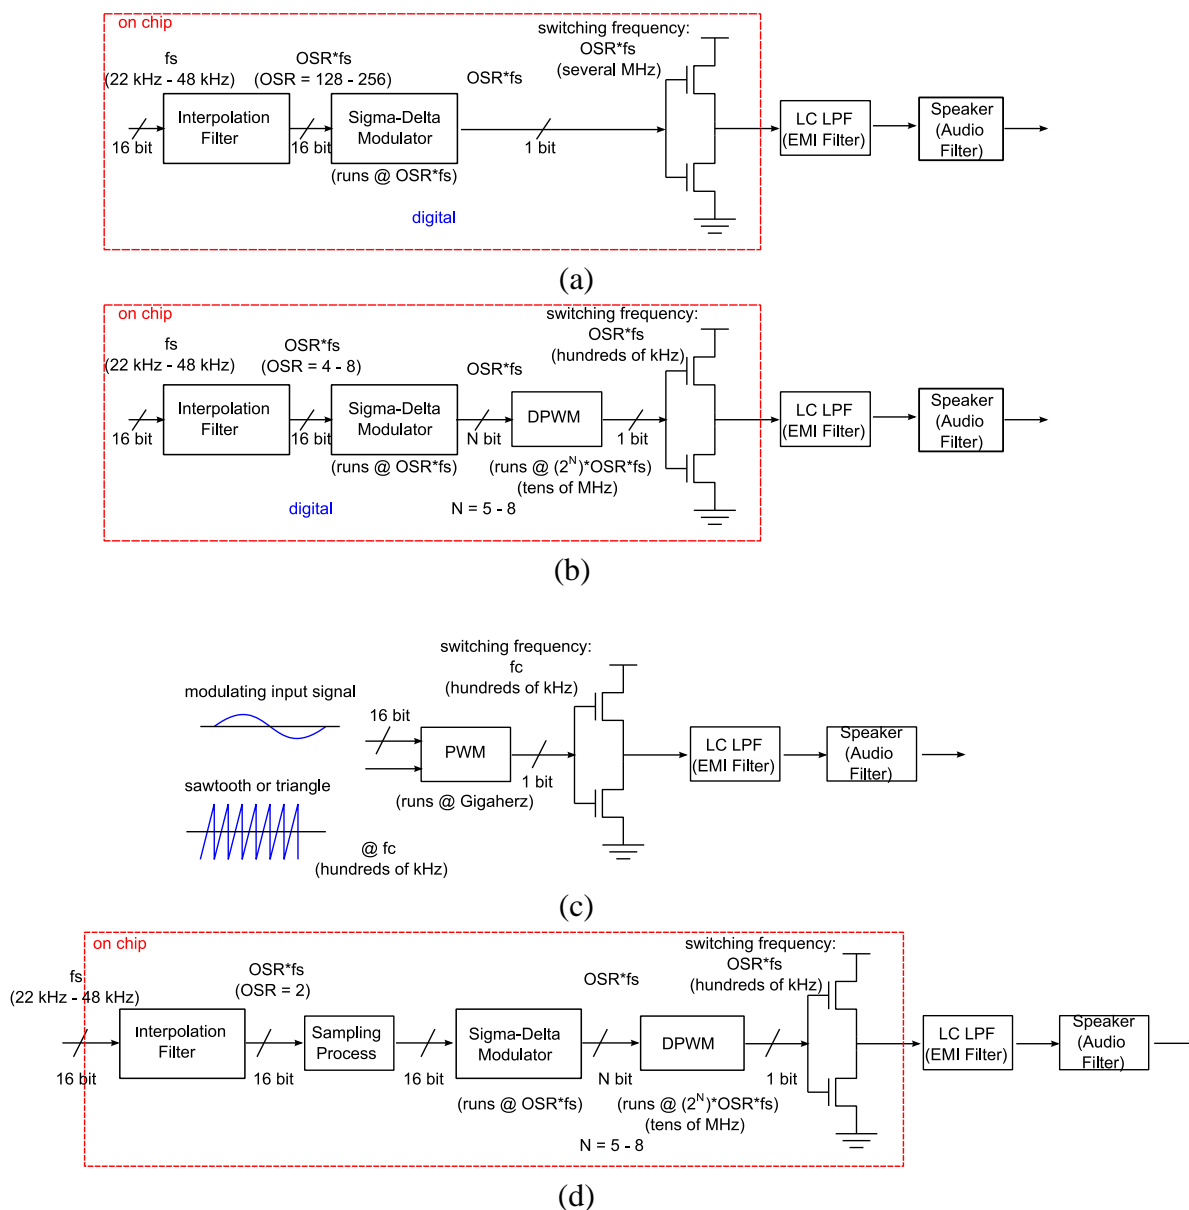 on chip
fs
(22 kHz - 48 kHz)
OSR*fs
(OSR = 128 - 256)
OSR*fs
switching frequency:
OSR*fs
(several MHz)
16 bit
Interpolation
Filter
16 bit
Sigma-Delta
Modulator
(runs @ OSR*fs)
1 bit
LC LPF
(EMI Filter)
Speaker
(Audio
Filter)
digital
(a)
on chip
fs
(22 kHz - 48 kHz)
OSR*fs
(OSR = 4 - 8)
OSR*fs
switching frequency:
OSR*fs
(hundreds of kHz)
16 bit
Interpolation
Filter
16 bit
Sigma-Delta
Modulator
(runs @ OSR*fs)
N bit
DPWM
(runs @ (2^N)*OSR*fs)
(tens of MHz)
1 bit
LC LPF
(EMI Filter)
Speaker
(Audio
Filter)
digital
N = 5 - 8
(b)
switching frequency:
fc
(hundreds of kHz)
modulating input signal
16 bit
PWM
(runs @ Gigaherz)
1 bit
LC LPF
(EMI Filter)
Speaker
(Audio
Filter)
sawtooth or triangle
@ fc
(hundreds of kHz)
(c)
on chip
fs
(22 kHz - 48 kHz)
OSR*fs
(OSR = 2)
OSR*fs
switching frequency:
OSR*fs
(hundreds of kHz)
16 bit
Interpolation
Filter
16 bit
Sampling
Process
16 bit
Sigma-Delta
Modulator
(runs @ OSR*fs)
N bit
DPWM
(runs @ (2^N)*OSR*fs)
(tens of MHz)
1 bit
LC LPF
(EMI Filter)
Speaker
(Audio
Filter)
N = 5 - 8
(d)